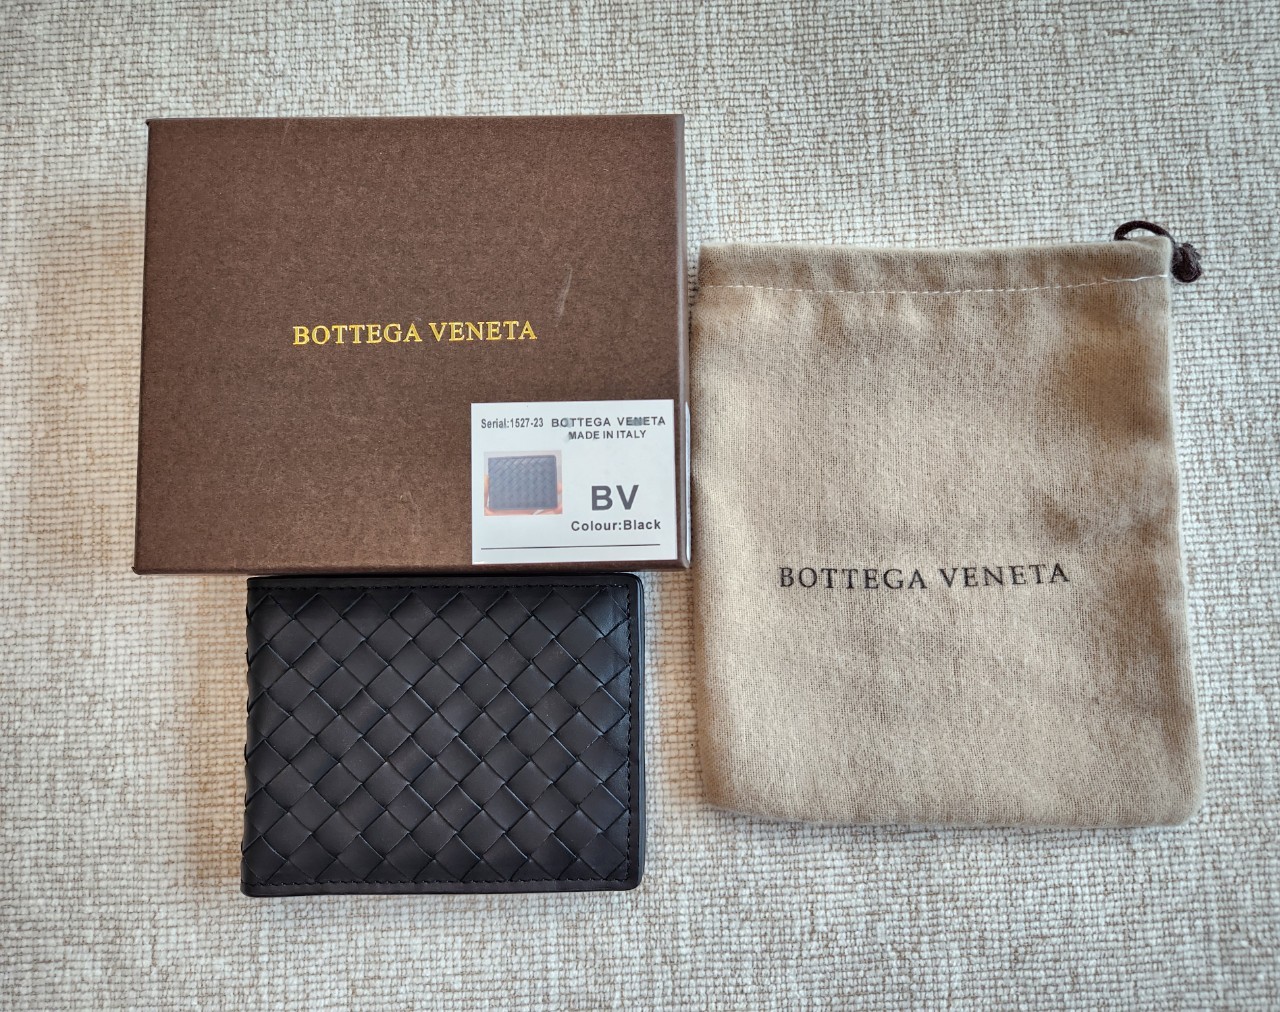 BOTTEGA VENETA
Serial:1527-23 BOTTEGA VENETA
MADE IN ITALY
BV
Colour:Black
BOTTEGA VENETA